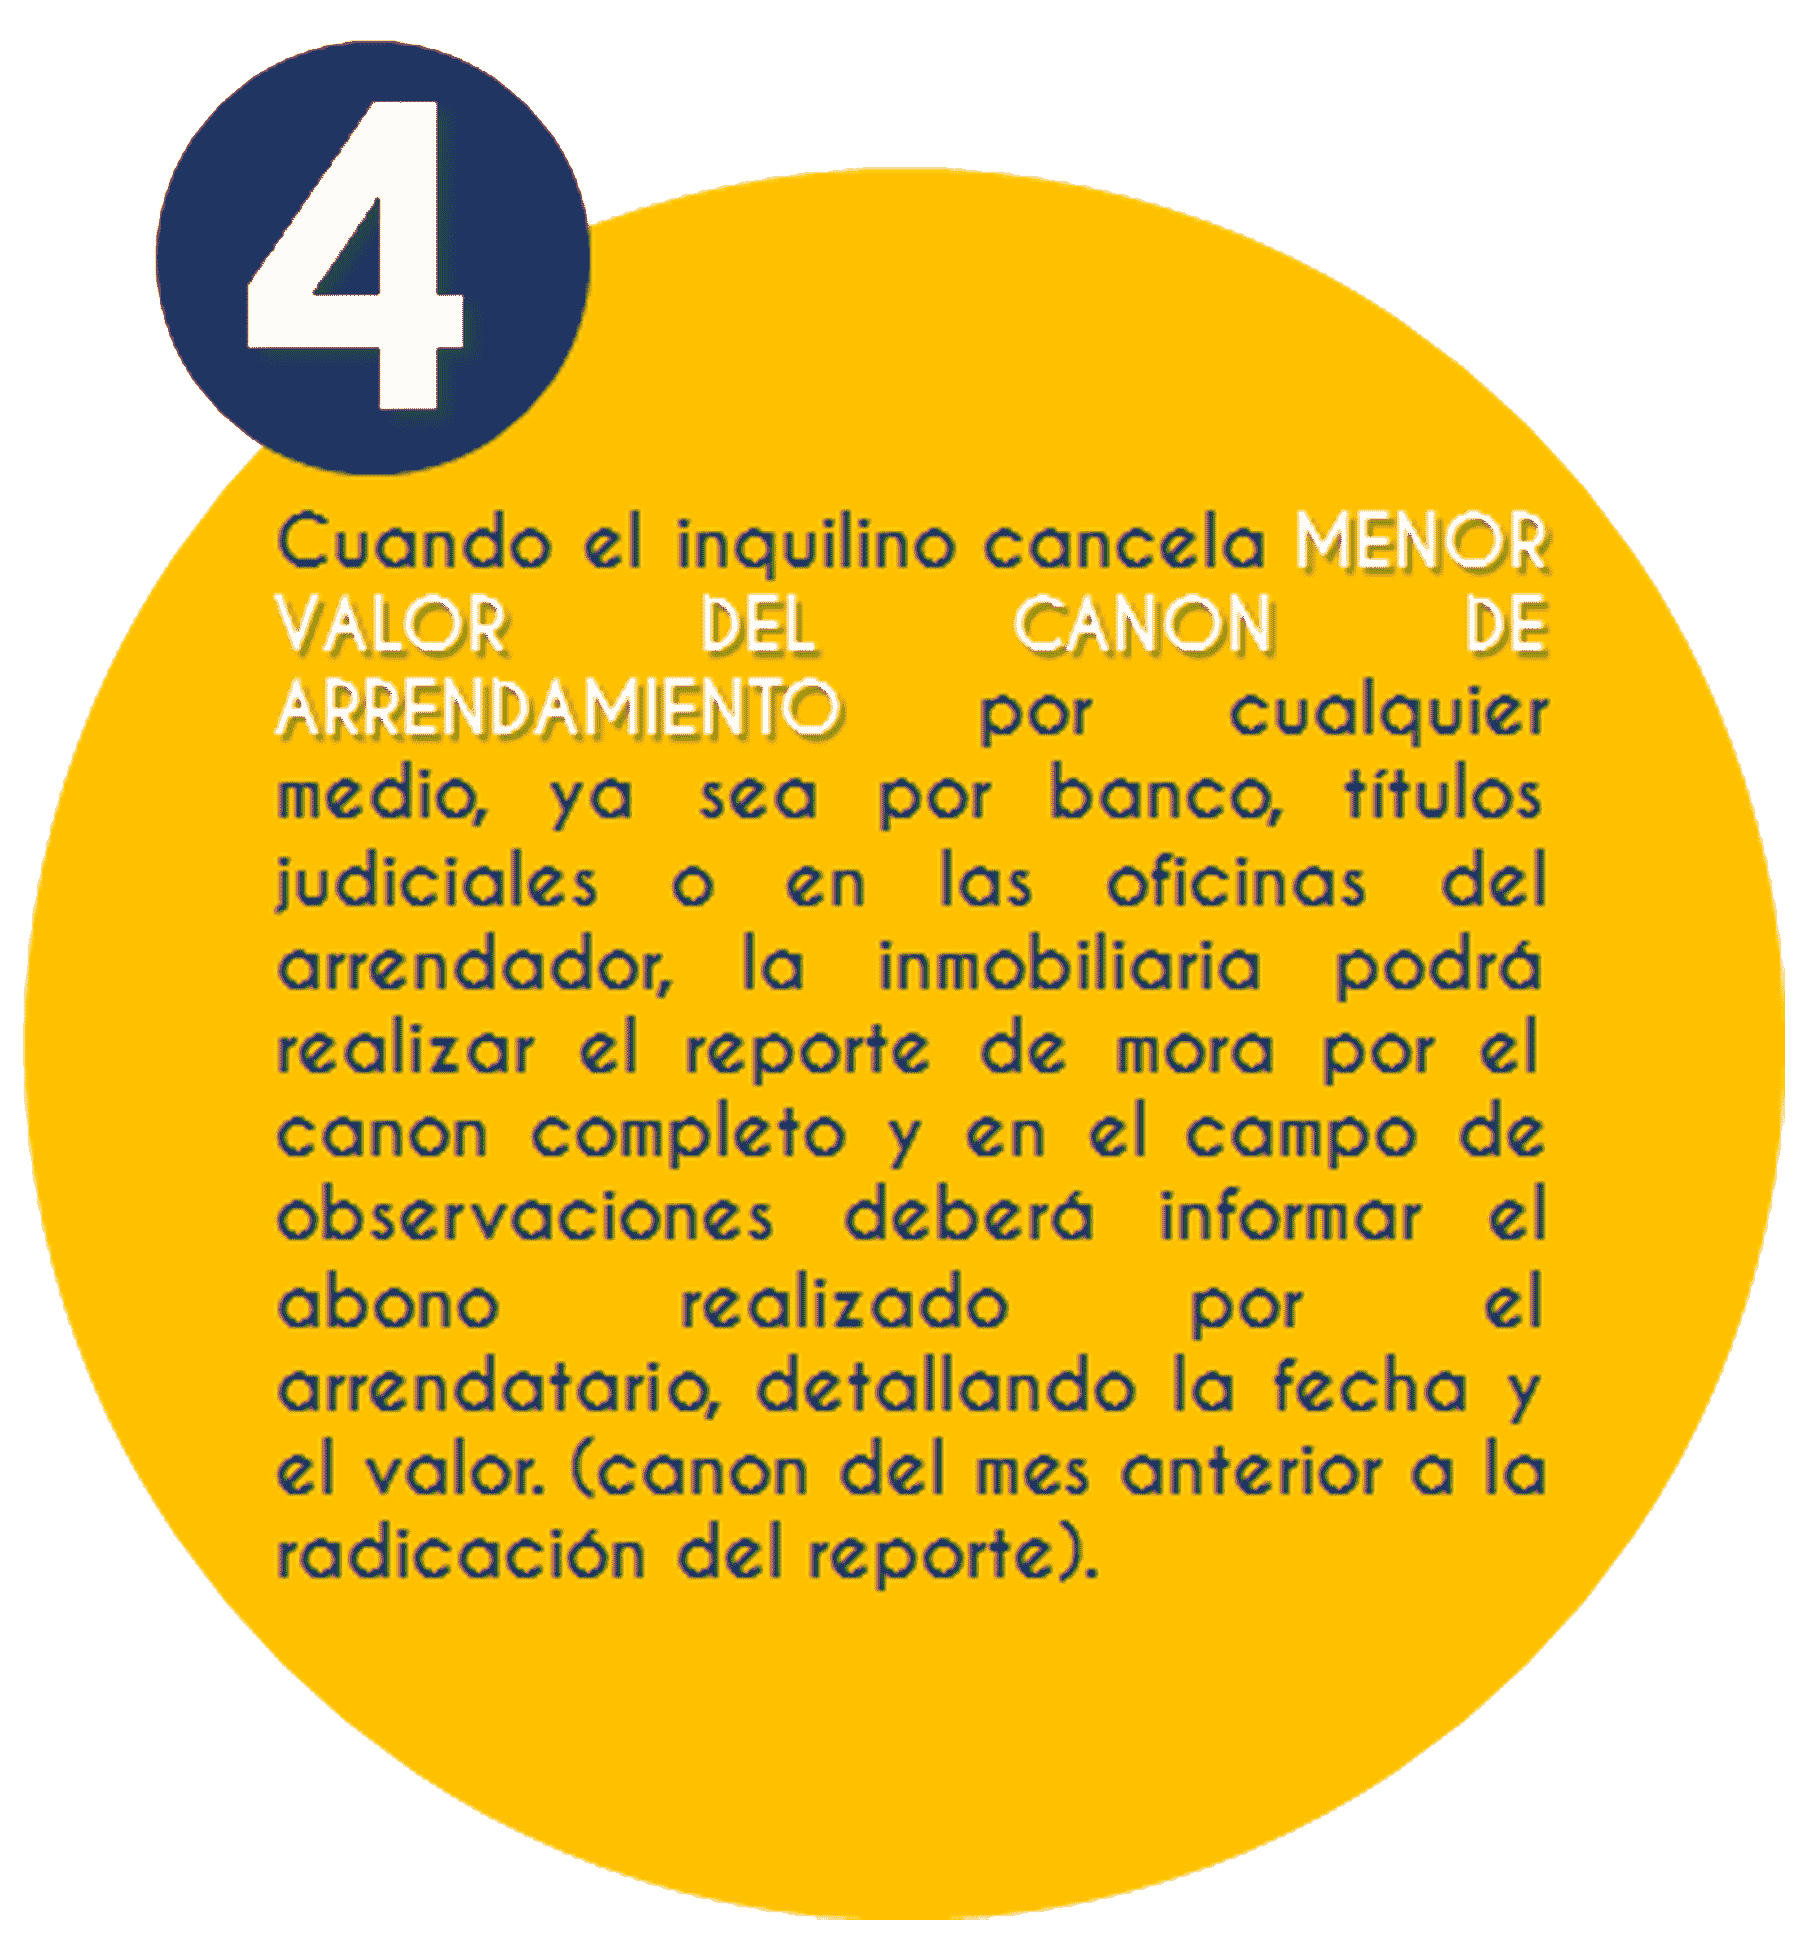 4
Cuando el inquilino cancela MENOR
VALOR DEL CANON DE
ARRENDAMIENTO por cualquier
medio, ya sea por banco, títulos
judiciales o en las oficinas del
arrendador, la inmobiliaria podrá
realizar el reporte de mora por el
canon completo y en el campo de
observaciones deberá informar el
abono realizado por el
arrendatario, detallando la fecha y
el valor. (canon del mes anterior a la
radicación del reporte).